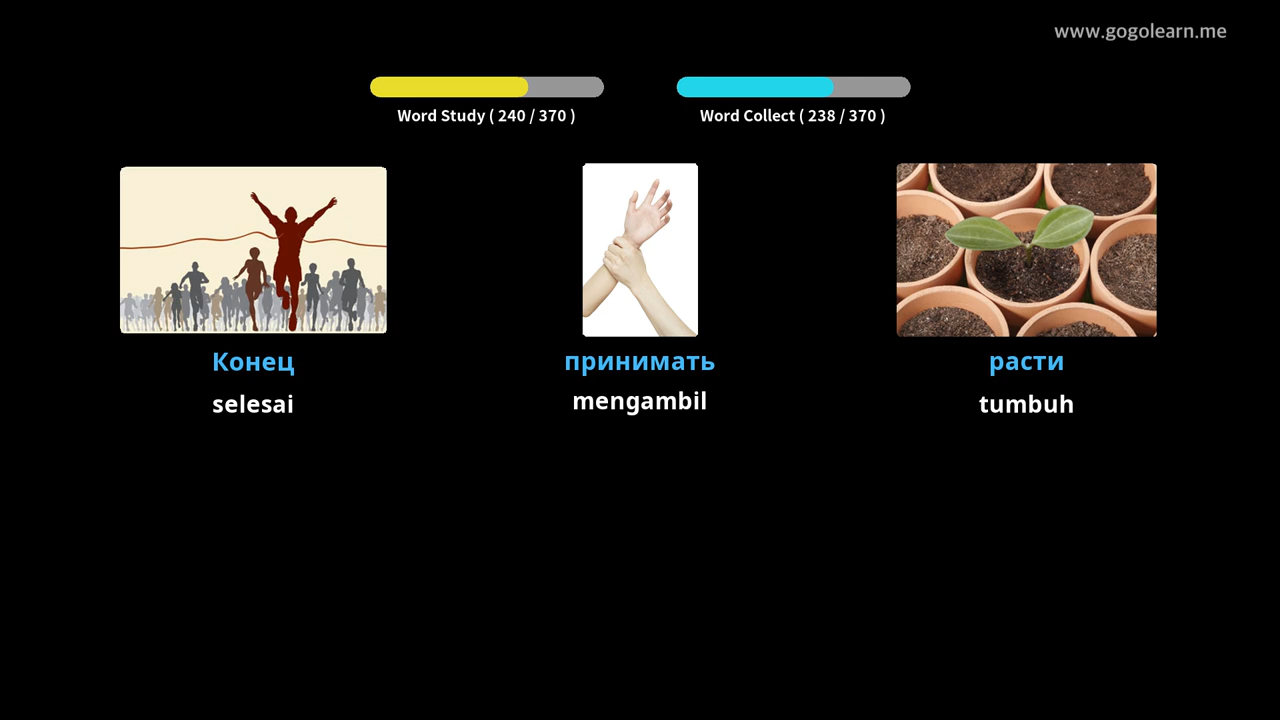 www.gogolearn.me
Word Study ( 240 / 370 )
Word Collect ( 238 / 370 )
Конец
selesai
принимать
mengambil
расти
tumbuh